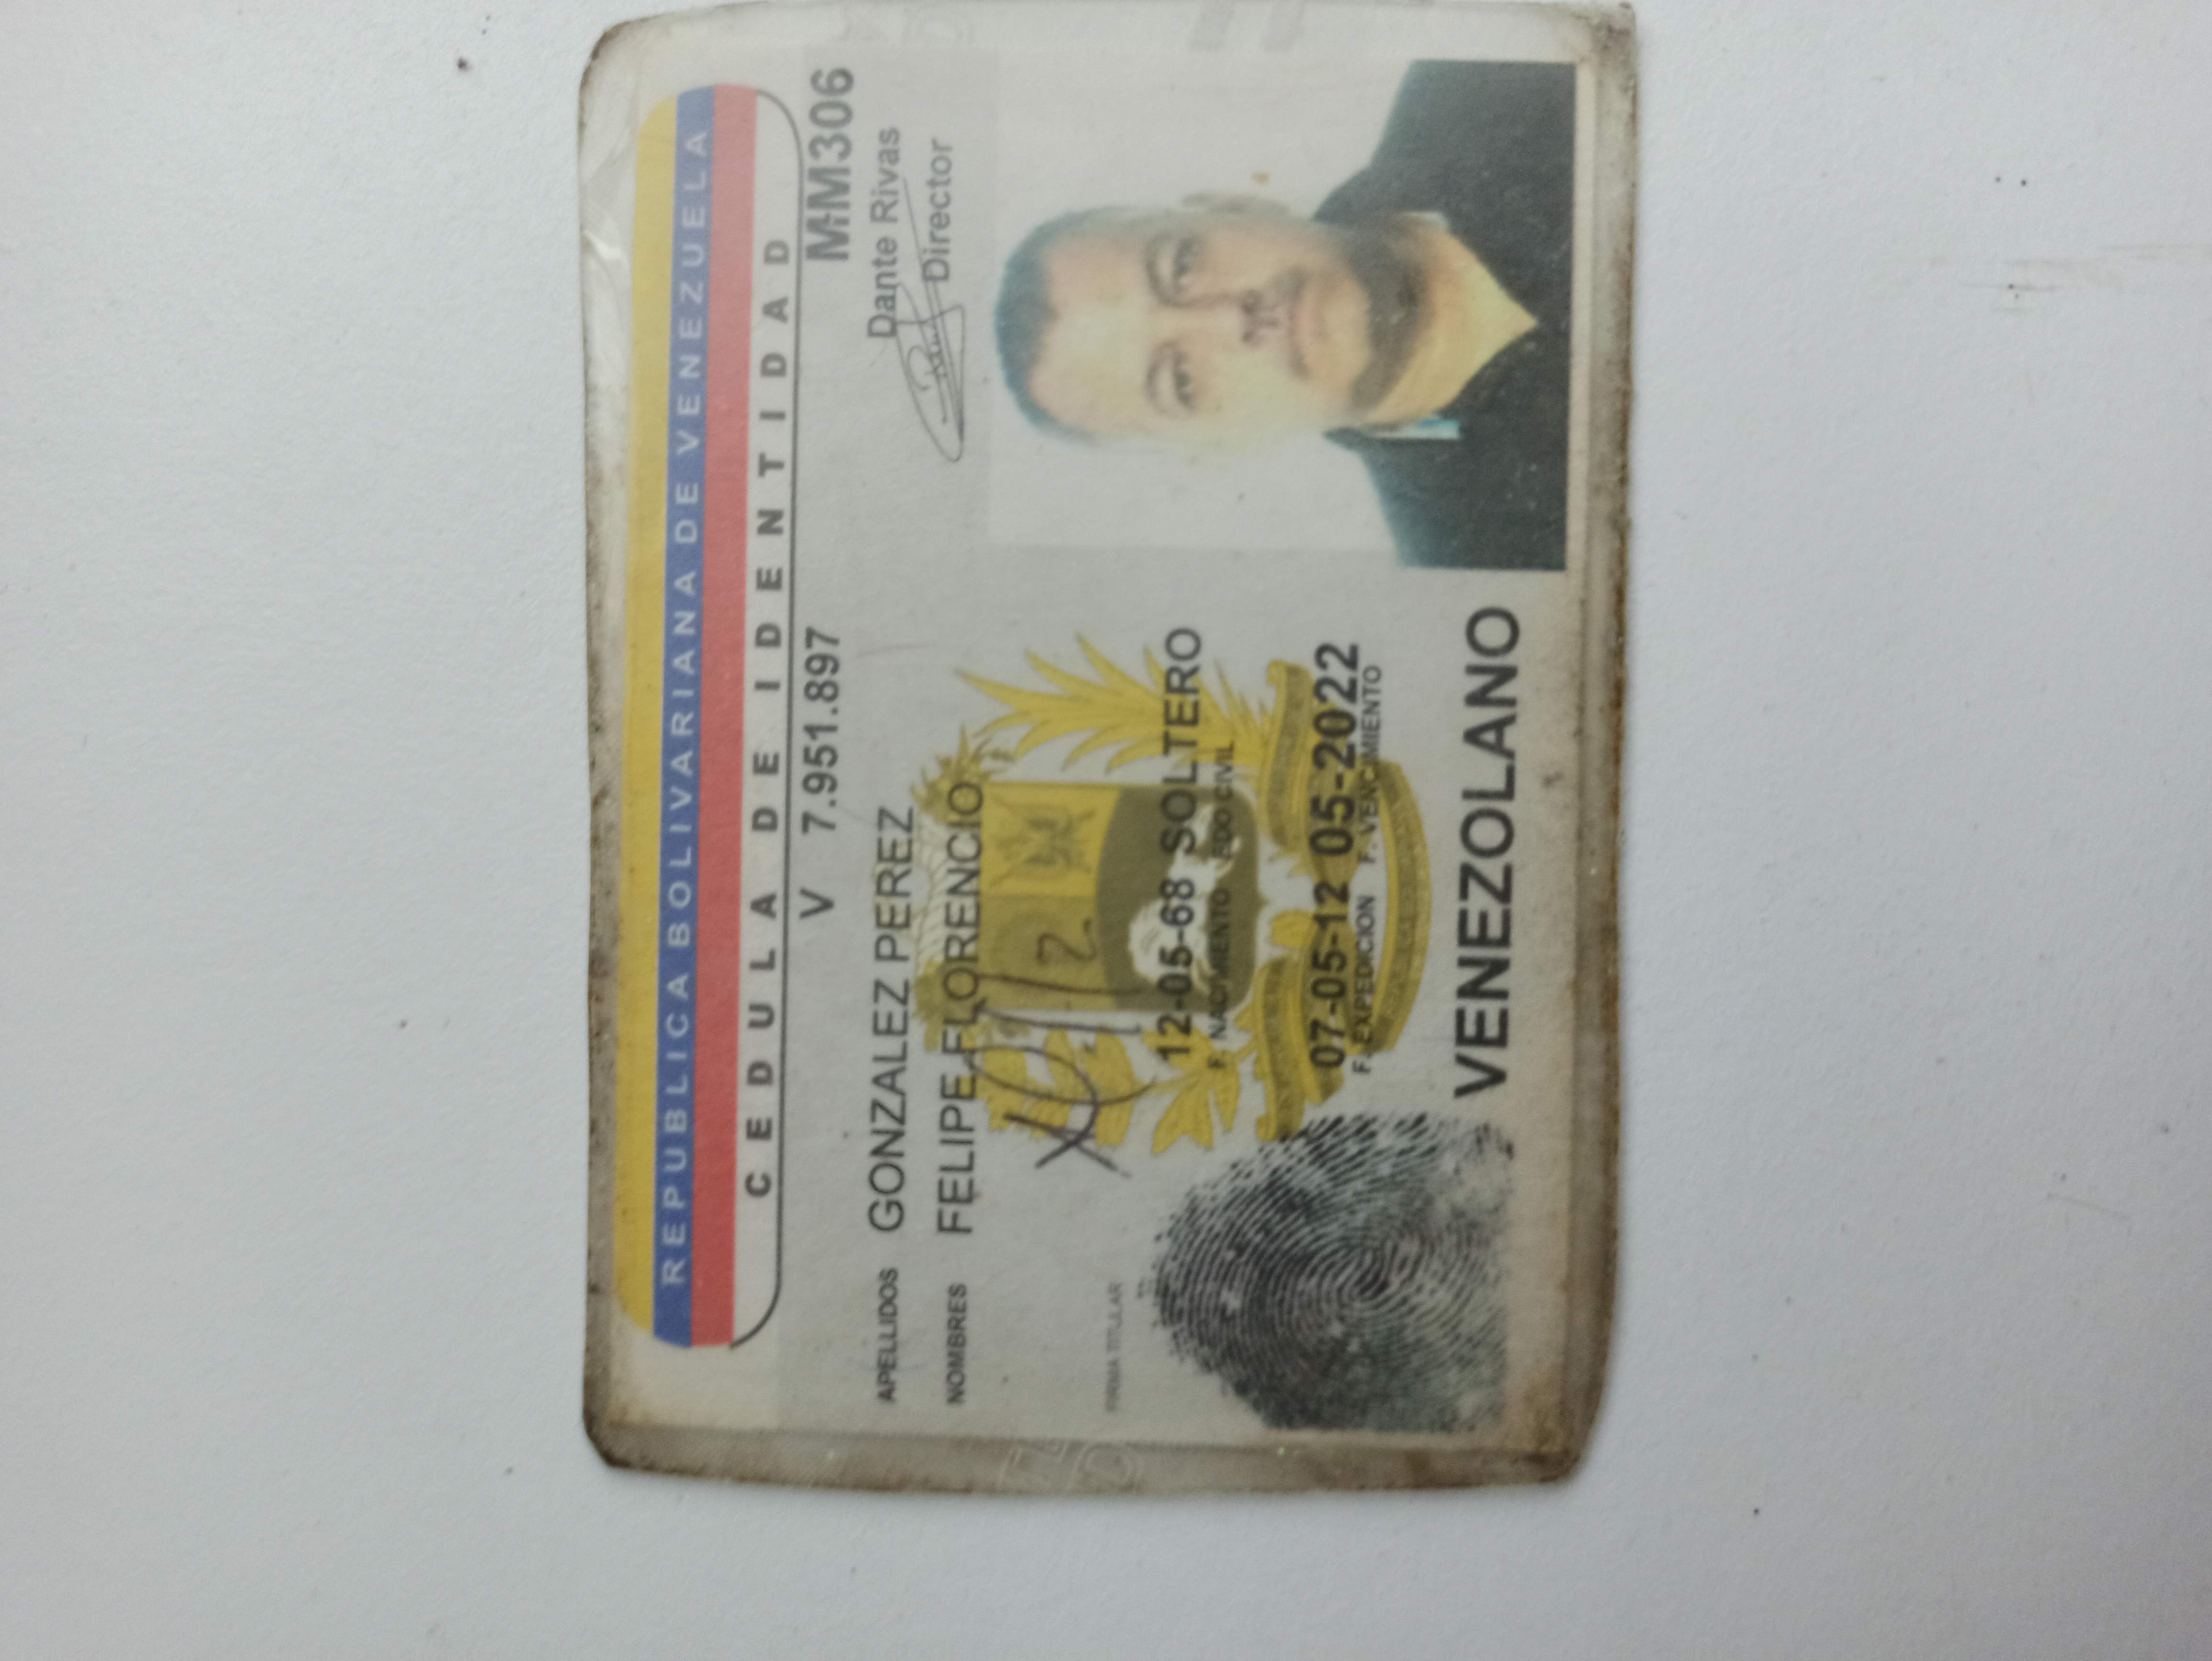 REPUBLICA BOLIVARIANA DE VENEZUELA
CEDULA DE IDENTIDAD
V 7.951.897
MM306
APELLIDOS GONZALEZ PEREZ
Dante Rivas
Director
NOMBRES FELIPE FLORENCIO
FIRMA TITULAR
12-05-68 SOLTERO
F. NACIMIENTO EDO CIVIL
07-05-12 05-2022
F. EXPEDICION F. VENCIMIENTO
VENEZOLANO